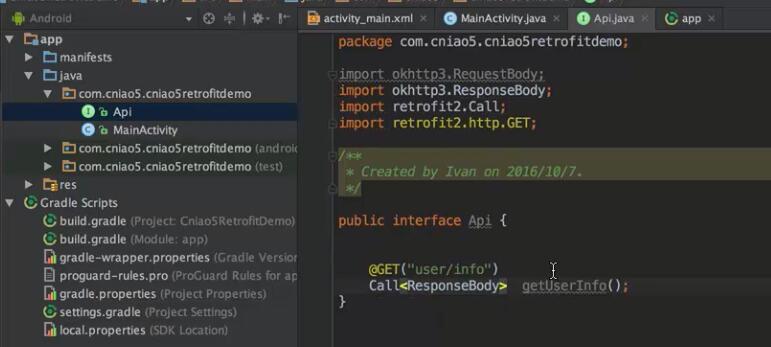 Android
activity_main.xml
MainActivity.java
Api.java
app
app
manifests
java
com.cniao5.cniao5retrofitdemo
Api
MainActivity
com.cniao5.cniao5retrofitdemo (androi
com.cniao5.cniao5retrofitdemo (test)
res
Gradle Scripts
build.gradle (Project: Cniao5RetrofitDemo)
build.gradle (Module: app)
gradle-wrapper.properties (Gradle Version
proguard-rules.pro (ProGuard Rules for ap
gradle.properties (Project Properties)
settings.gradle (Project Settings)
local.properties (SDK Location)
package com.cniao5.cniao5retrofitdemo;
import okhttp3.RequestBody;
import okhttp3.ResponseBody;
import retrofit2.Call;
import retrofit2.http.GET;
/**
* Created by Ivan on 2016/10/7.
*/
public interface Api {
@GET("user/info")
Call<ResponseBody> getUserInfo();
}